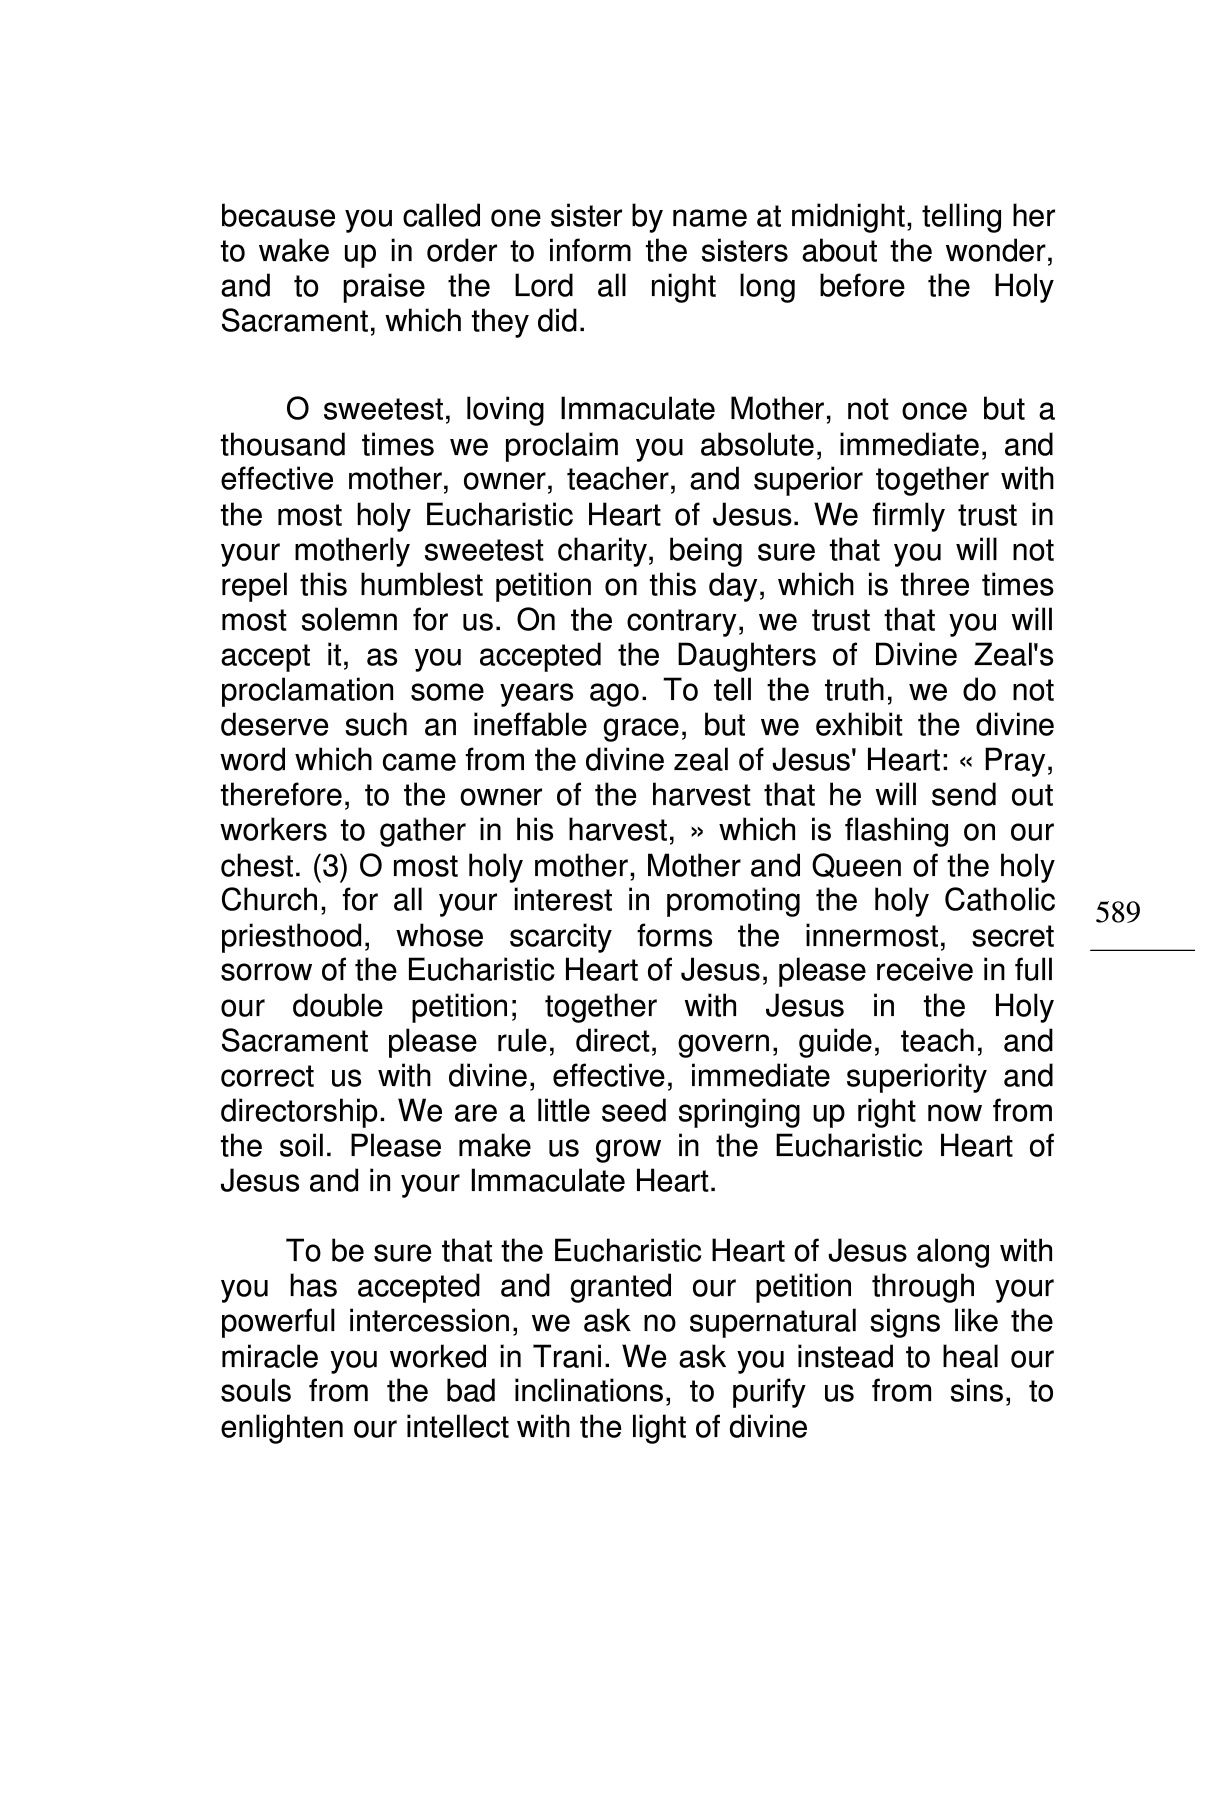 because you called one sister by name at midnight, telling her
to wake up in order to inform the sisters about the wonder,
and to praise the Lord all night long before the Holy
Sacrament, which they did.
O sweetest, loving Immaculate Mother, not once but a
thousand times we proclaim you absolute, immediate, and
effective mother, owner, teacher, and superior together with
the most holy Eucharistic Heart of Jesus. We firmly trust in
your motherly sweetest charity, being sure that you will not
repel this humblest petition on this day, which is three times
most solemn for us. On the contrary, we trust that you will
accept it, as you accepted the Daughters of Divine Zeal's
proclamation some years ago. To tell the truth, we do not
deserve such an ineffable grace, but we exhibit the divine
word which came from the divine zeal of Jesus' Heart: « Pray,
therefore, to the owner of the harvest that he will send out
workers to gather in his harvest, » which is flashing on our
chest. (3) O most holy mother, Mother and Queen of the holy
Church, for all your interest in promoting the holy Catholic
priesthood, whose scarcity forms the innermost, secret
sorrow of the Eucharistic Heart of Jesus, please receive in full
our double petition; together with Jesus in the Holy
Sacrament please rule, direct, govern, guide, teach, and
correct us with divine, effective, immediate superiority and
directorship. We are a little seed springing up right now from
the soil. Please make us grow in the Eucharistic Heart of
Jesus and in your Immaculate Heart.
To be sure that the Eucharistic Heart of Jesus along with
you has accepted and granted our petition through your
powerful intercession, we ask no supernatural signs like the
miracle you worked in Trani. We ask you instead to heal our
souls from the bad inclinations, to purify us from sins, to
enlighten our intellect with the light of divine
589